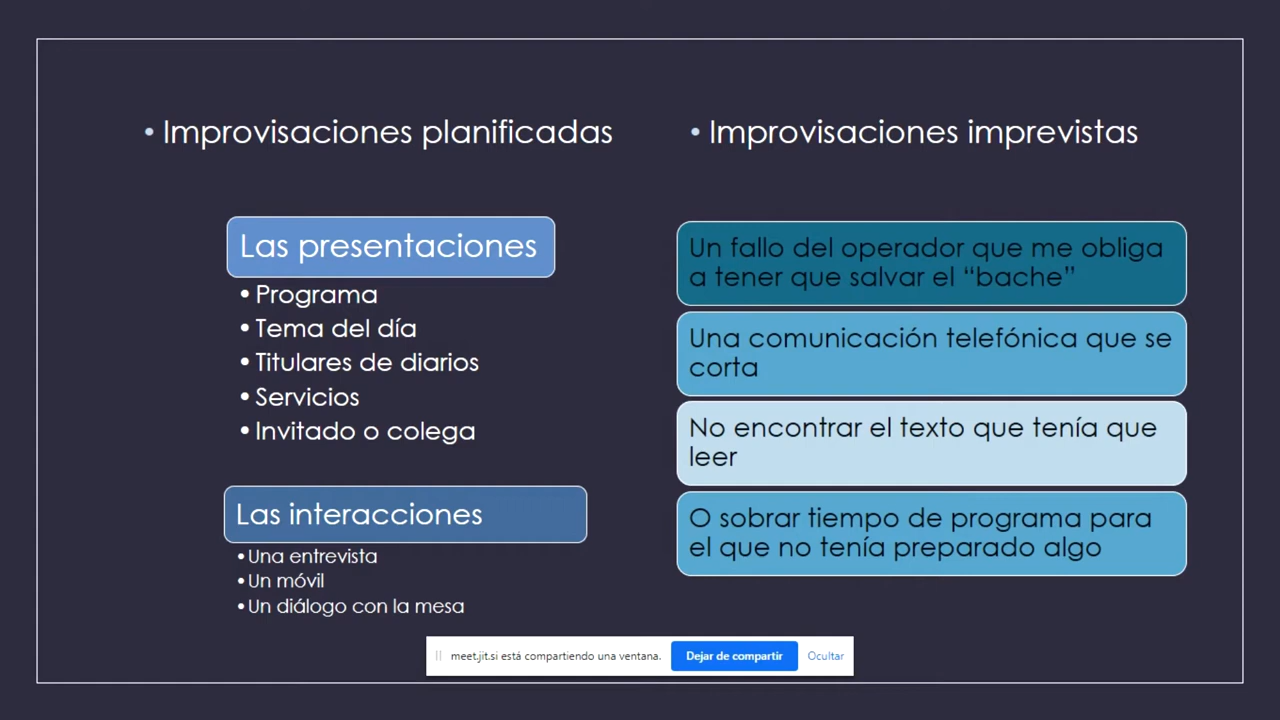 • Improvisaciones planificadas
Las presentaciones
• Programa
• Tema del día
• Titulares de diarios
• Servicios
• Invitado o colega
Las interacciones
• Una entrevista
• Un móvil
• Un diálogo con la mesa
• Improvisaciones imprevistas
Un fallo del operador que me obliga
a tener que salvar el “bache”
Una comunicación telefónica que se
corta
No encontrar el texto que tenía que
leer
O sobrar tiempo de programa para
el que no tenía preparado algo
meet.jit.si está compartiendo una ventana.
Dejar de compartir
Ocultar